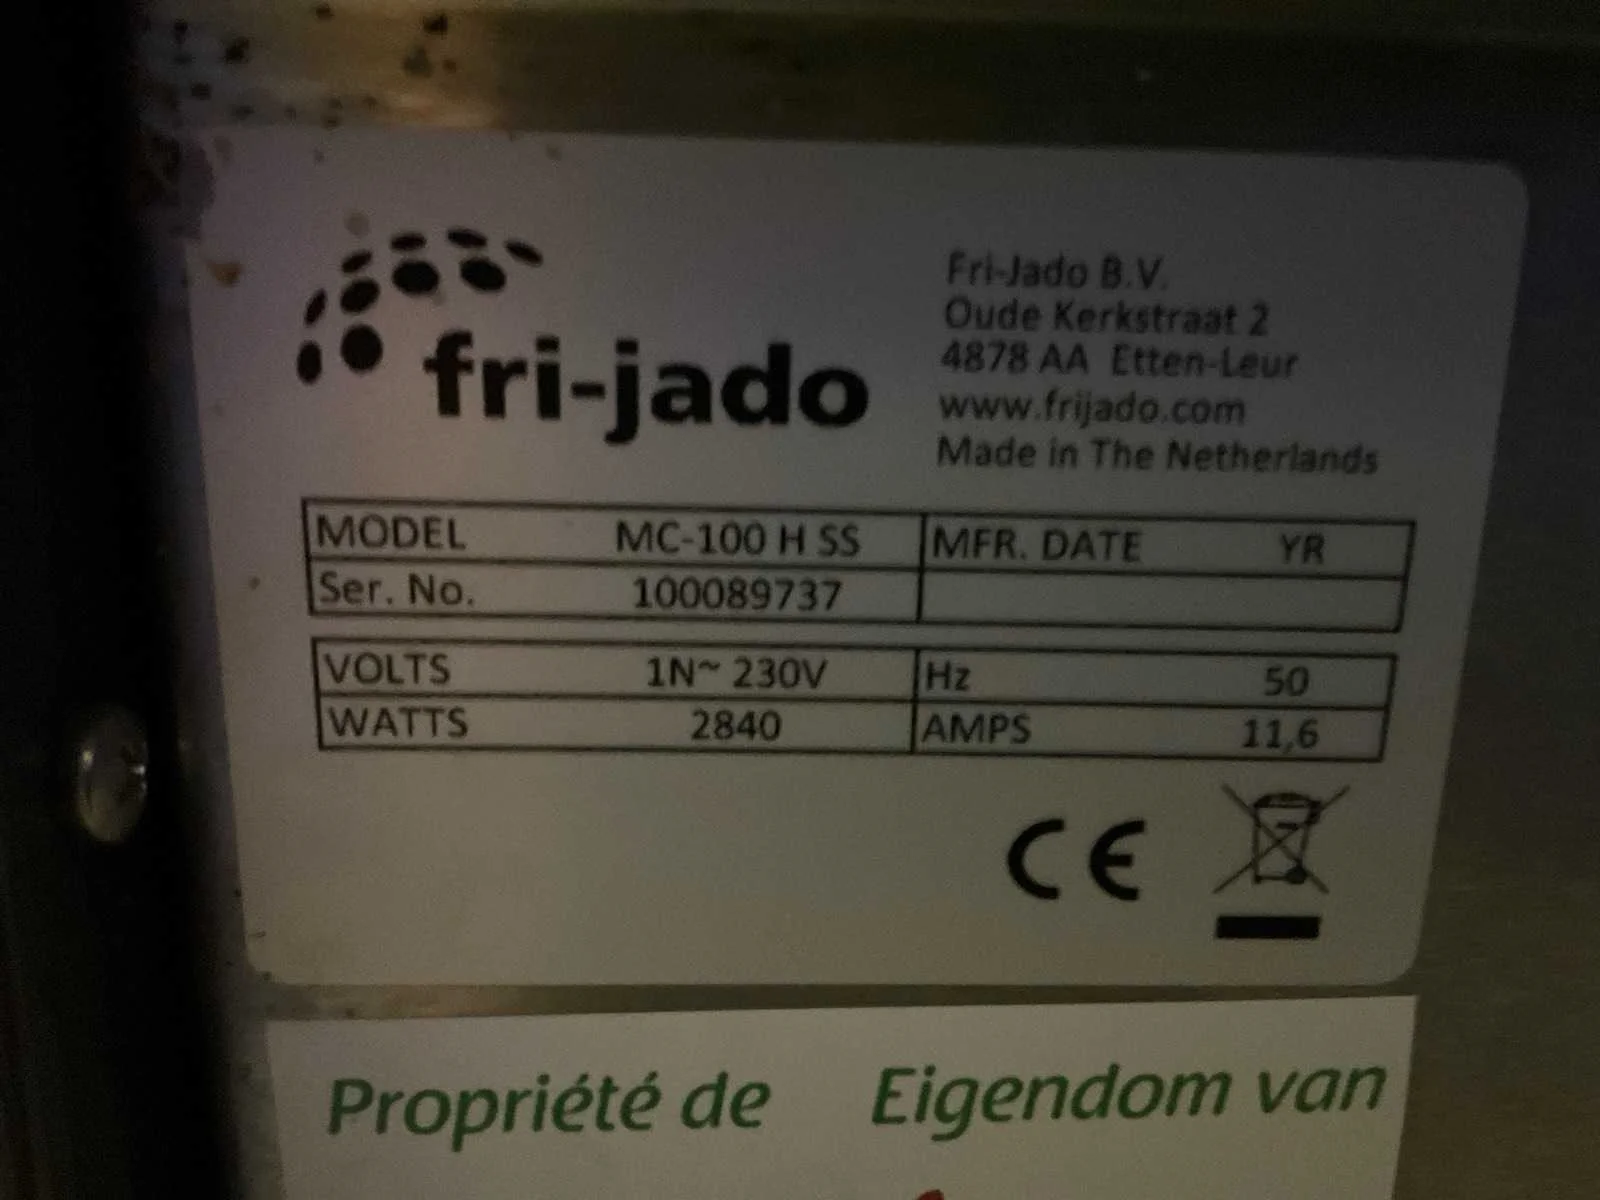 fri-jado
Fri-Jado B.V.
Oude Kerkstraat 2
4878 AA Etten-Leur
www.frijado.com
Made in The Netherlands
MODEL MC-100 H SS MFR. DATE YR
Ser. No. 100089737
VOLTS 1N~ 230V Hz 50
WATTS 2840 AMPS 11,6
CE
Propriété de Eigendom van